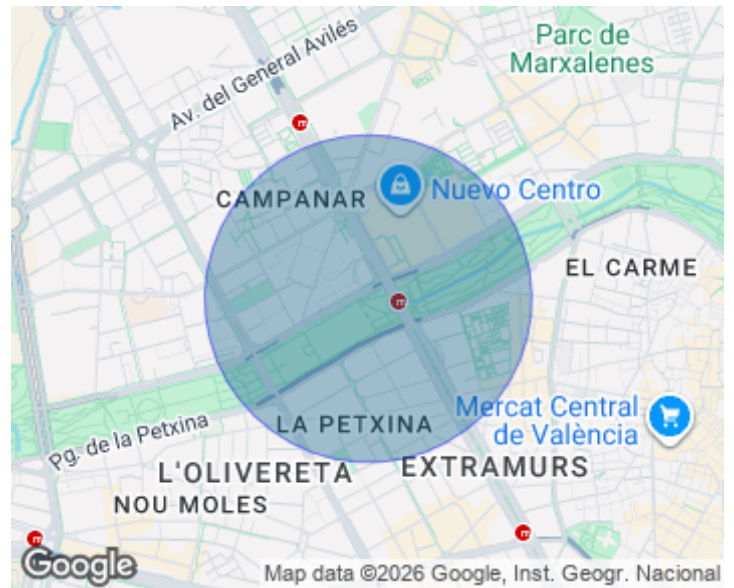 Parc de
Marxalenes
Av. del General Avilés
m
CAMPANAR
Nuevo Centro
EL CARME
m
LA PETXINA
Mercat Central
de València
Pg. de la Petxina
L'OLIVERETA
EXTRAMURS
NOU MOLES
m
m
Google
Map data ©2026 Google, Inst. Geogr. Nacional